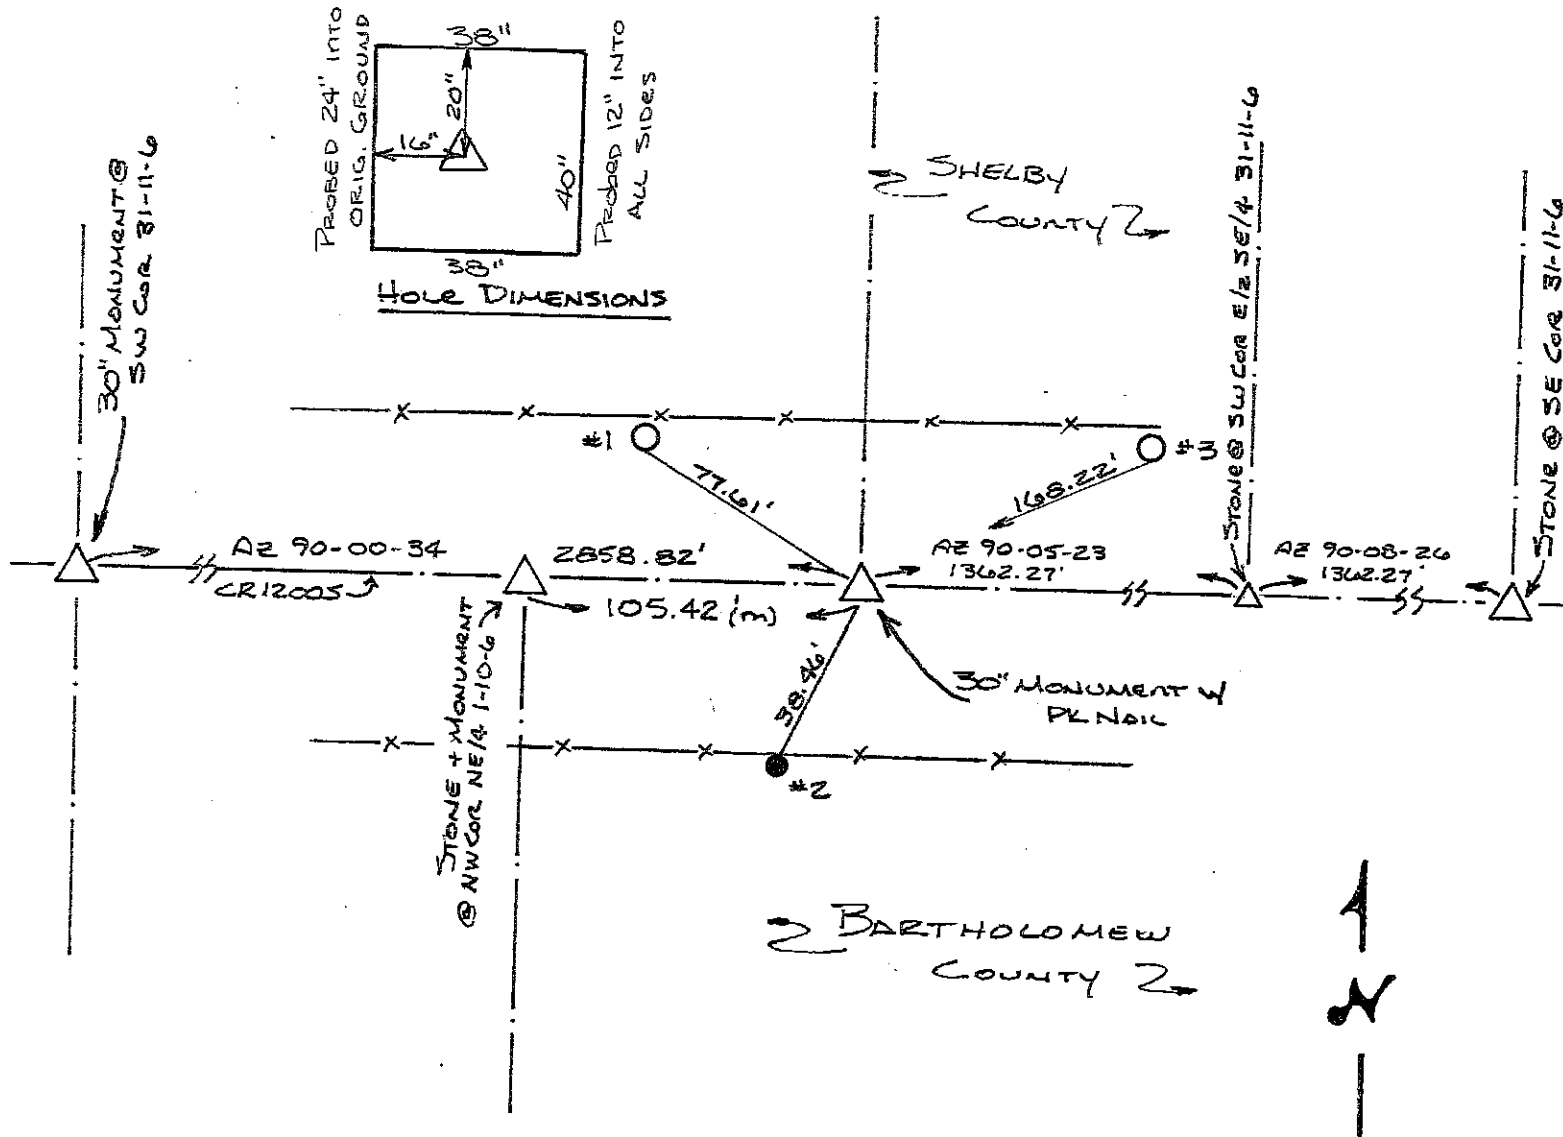 38"
PROBED 24" INTO
ORIG. GROUND
20"
16"
40"
PROBED 12" INTO
ALL SIDES
38"
HOLE DIMENSIONS
30" MONUMENT @
SW COR 31-11-6
SHELBY
COUNTY
STONE @ SW COR E/2 SE/4 31-11-6
STONE @ SE COR 31-11-6
#1
77.61'
168.22'
#3
AZ 90-00-34
CR1200S
2858.82'
105.42'(m)
AZ 90-05-23
1362.27'
AZ 90-08-26
1362.27'
STONE + MONUMENT
@ NW COR NE/4 1-10-6
38.46'
30" MONUMENT W/
PK NAIL
#2
BARTHOLOMEW
COUNTY
N